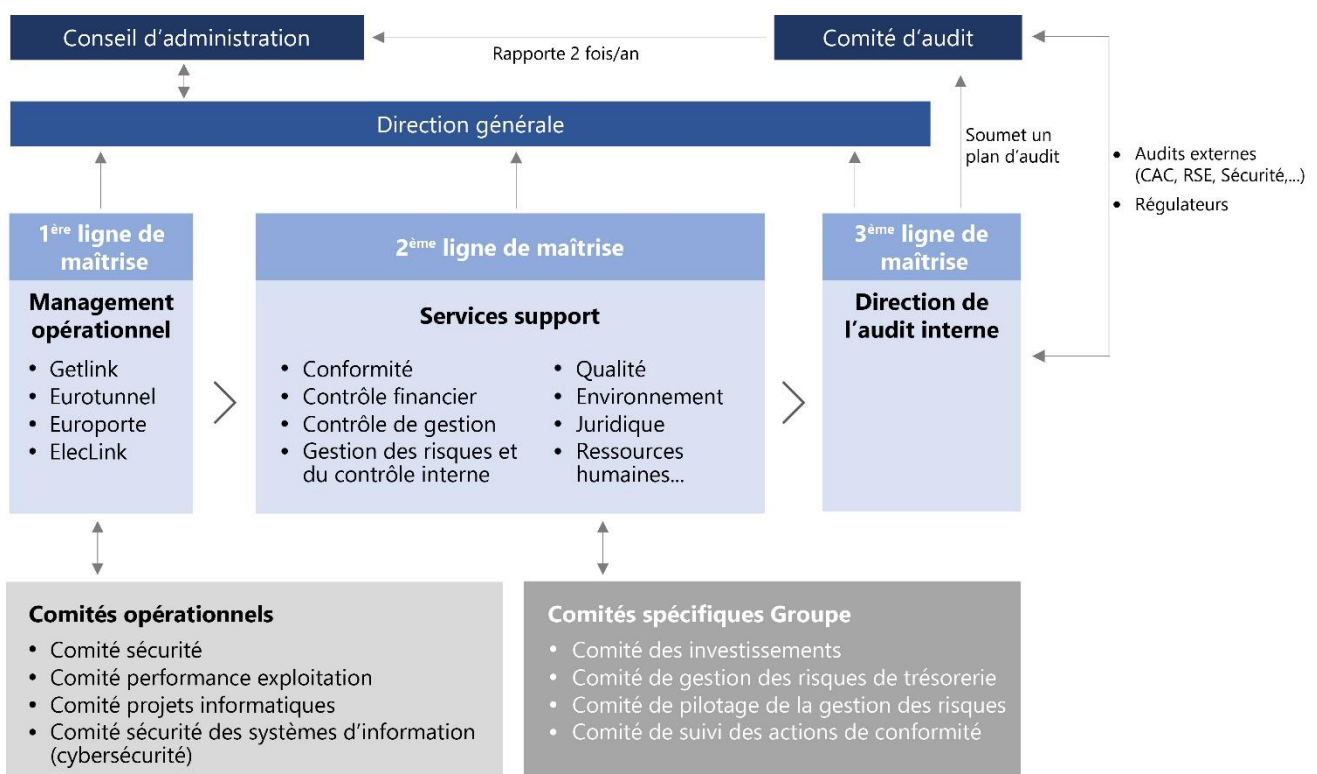 Conseil d’administration
Rapporte 2 fois/an
Comité d’audit
Direction générale
Soumet un
plan d’audit
• Audits externes
(CAC, RSE, Sécurité,...)
• Régulateurs
1ère ligne de
maîtrise
Management
opérationnel
• Getlink
• Eurotunnel
• Europorte
• ElecLink
2ème ligne de maîtrise
Services support
• Conformité
• Contrôle financier
• Contrôle de gestion
• Gestion des risques et
du contrôle interne
• Qualité
• Environnement
• Juridique
• Ressources
humaines...
3ème ligne de
maîtrise
Direction de
l’audit interne
Comités opérationnels
• Comité sécurité
• Comité performance exploitation
• Comité projets informatiques
• Comité sécurité des systèmes d’information
(cybersécurité)
Comités spécifiques Groupe
• Comité des investissements
• Comité de gestion des risques de trésorerie
• Comité de pilotage de la gestion des risques
• Comité de suivi des actions de conformité